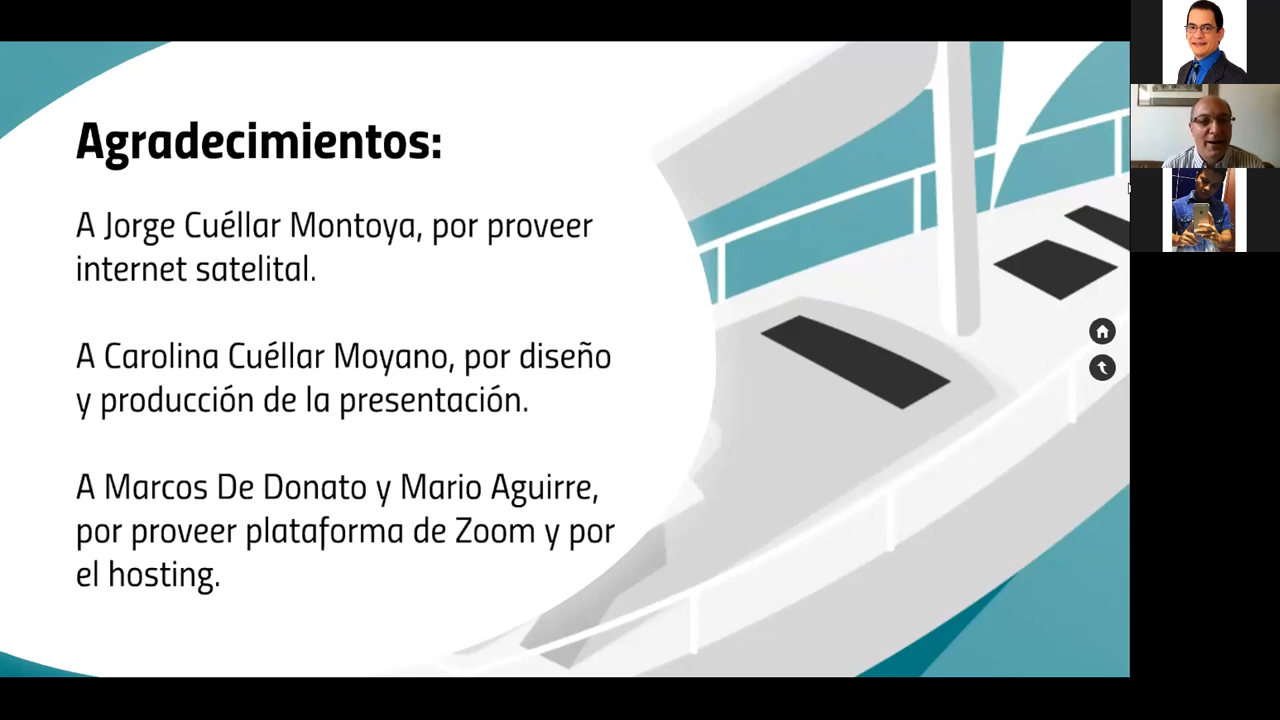 Agradecimientos:
A Jorge Cuéllar Montoya, por proveer
internet satelital.
A Carolina Cuéllar Moyano, por diseño
y producción de la presentación.
A Marcos De Donato y Mario Aguirre,
por proveer plataforma de Zoom y por
el hosting.